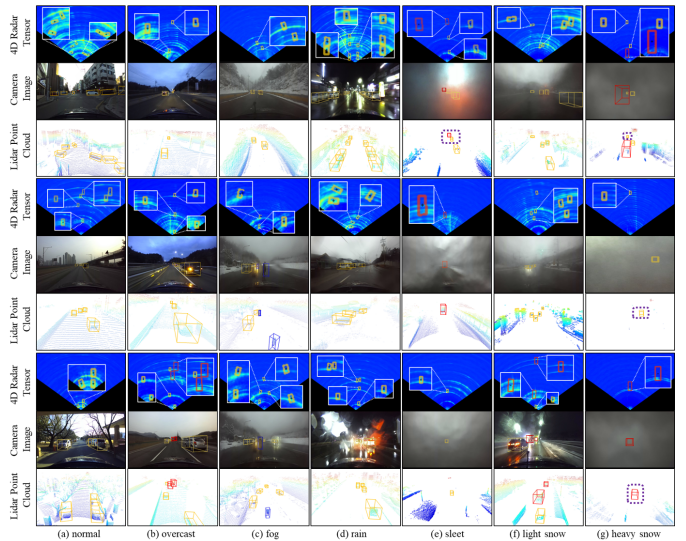 4D Radar
Tensor
Camera
Image
Lidar Point
Cloud
4D Radar
Tensor
Camera
Image
Lidar Point
Cloud
4D Radar
Tensor
Camera
Image
Lidar Point
Cloud
(a) normal
(b) overcast
(c) fog
(d) rain
(e) sleet
(f) light snow
(g) heavy snow